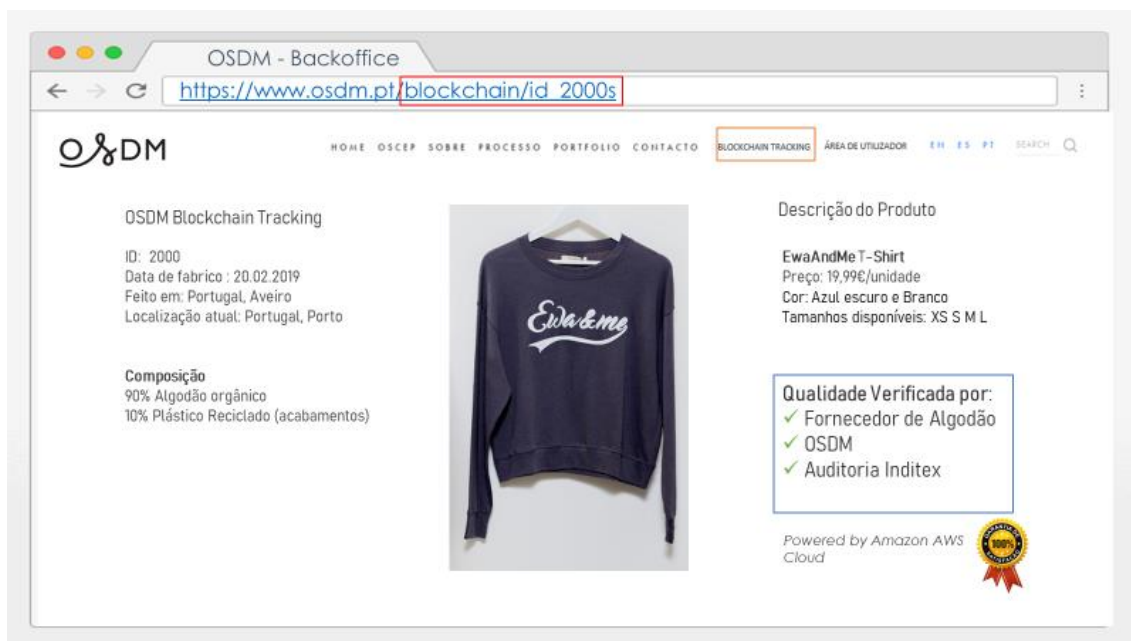 OSDM - Backoffice
https://www.osdm.pt/blockchain/id_2000s
OSDM
HOME OSCEP SOBRE PROCESSO PORTFOLIO CONTACTO BLOCKCHAIN TRACKING ÁREA DE UTILIZADOR EN ES PT SEARCH
OSDM Blockchain Tracking
ID: 2000
Data de fabrico : 20.02.2019
Feito em: Portugal, Aveiro
Localização atual: Portugal, Porto
Composição
90% Algodão orgânico
10% Plástico Reciclado (acabamentos)
Ewa&me
Descrição do Produto
EwaAndMe T-Shirt
Preço: 19,99€/unidade
Cor: Azul escuro e Branco
Tamanhos disponíveis: XS S M L
Qualidade Verificada por:
✓ Fornecedor de Algodão
✓ OSDM
✓ Auditoria Inditex
Powered by Amazon AWS
Cloud
GARANTIA DE
100%
SATISFAÇÃO